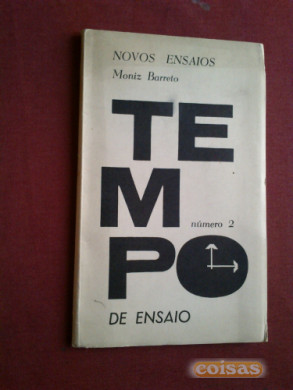 NOVOS ENSAIOS
Moniz Barreto
TE
M
número 2
PO
DE ENSAIO
coisas